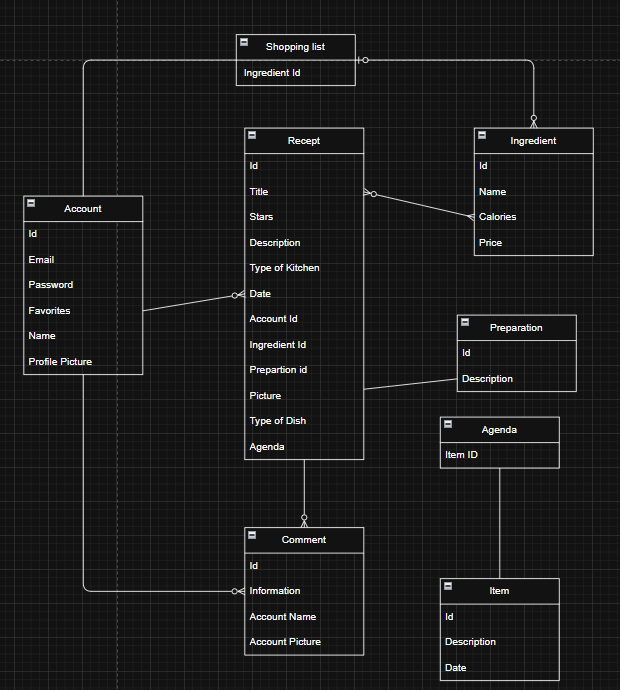 Shopping list
Ingredient Id
Recept
Id
Title
Stars
Description
Type of Kitchen
Date
Account Id
Ingredient Id
Prepartion id
Picture
Type of Dish
Agenda
Ingredient
Id
Name
Calories
Price
Account
Id
Email
Password
Favorites
Name
Profile Picture
Preparation
Id
Description
Agenda
Item ID
Comment
Id
Information
Account Name
Account Picture
Item
Id
Description
Date